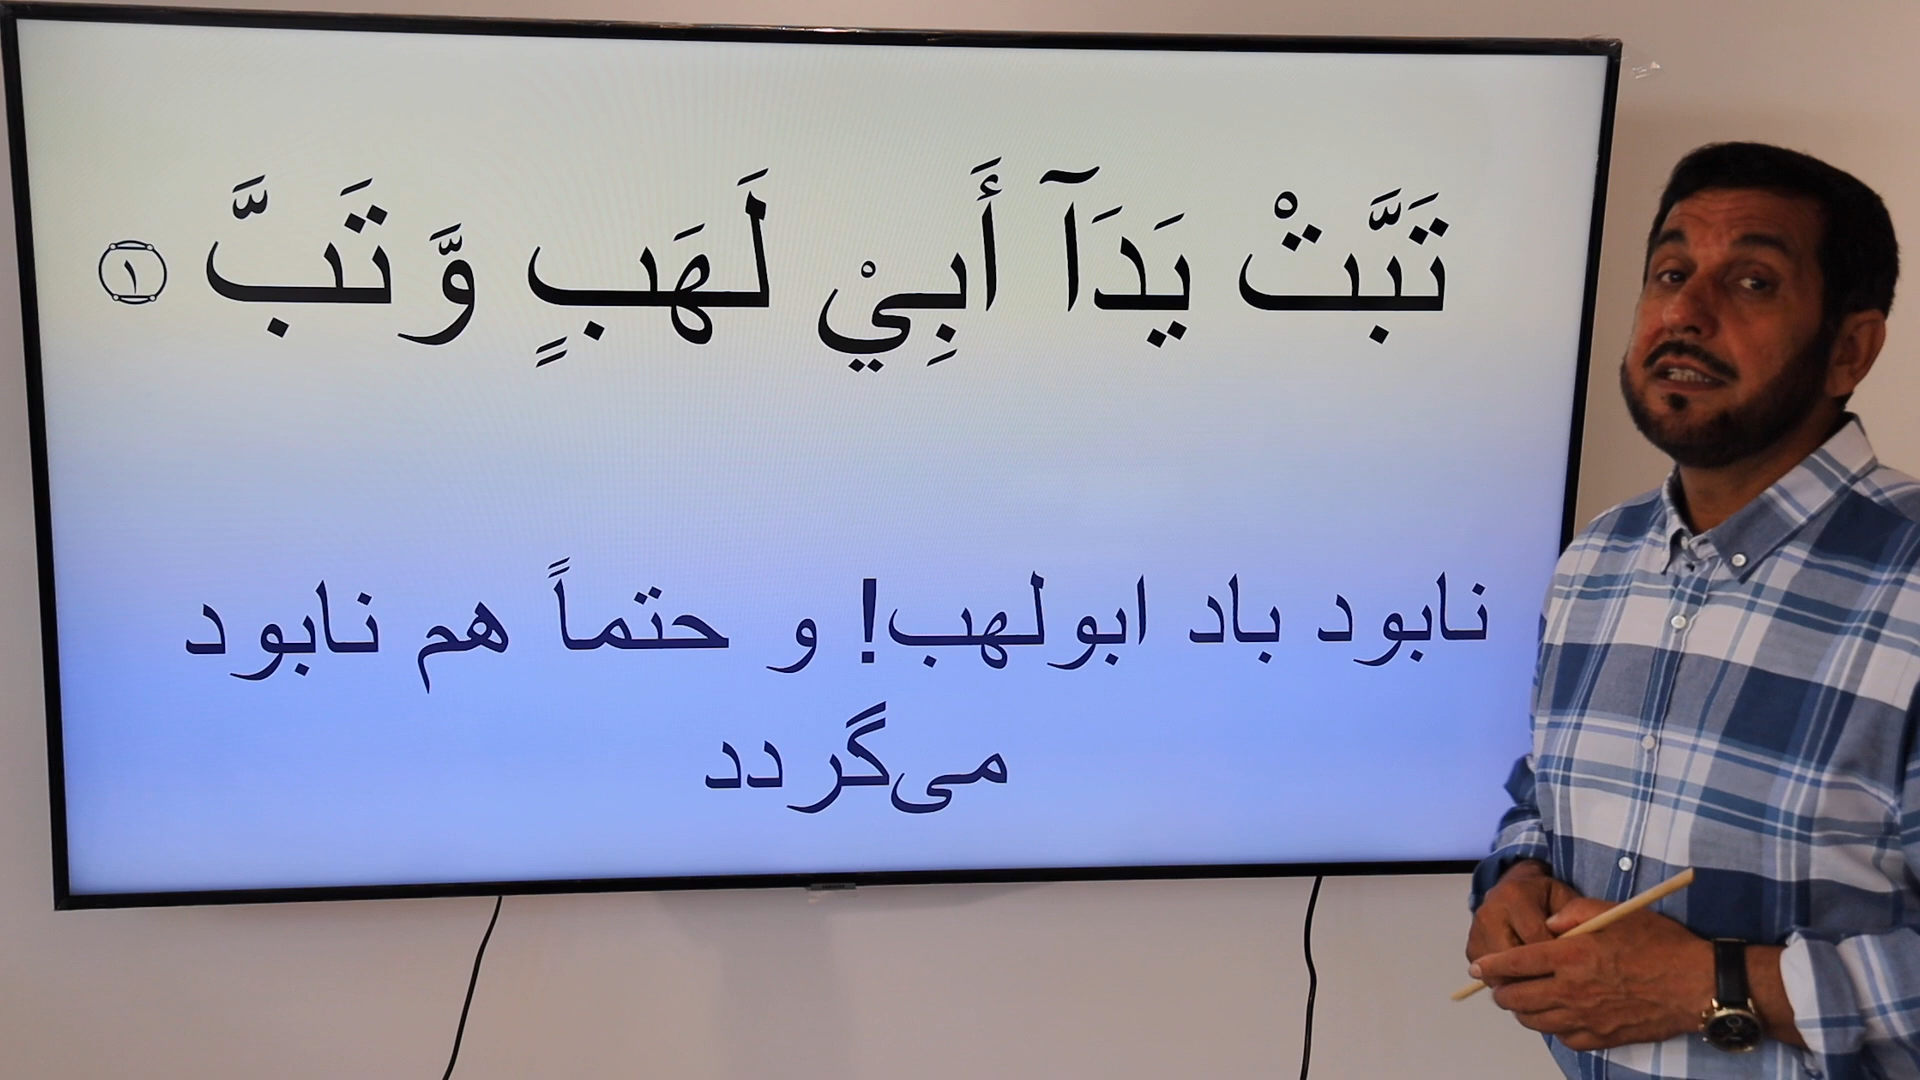 تَبَّتْ يَدَآ أَبِيْ لَهَبٍ وَّتَبَّ ۝١
نابود باد ابولهب! و حتماً هم نابود
می‌گردد